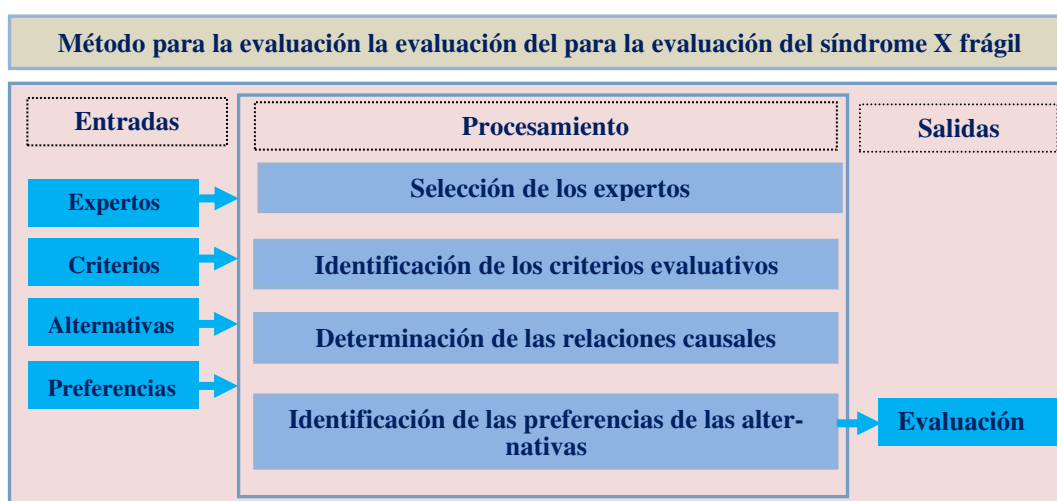 Método para la evaluación la evaluación del para la evaluación del síndrome X frágil
Entradas
Expertos
Criterios
Alternativas
Preferencias
Procesamiento
Selección de los expertos
Identificación de los criterios evaluativos
Determinación de las relaciones causales
Identificación de las preferencias de las alter-
nativas
Salidas
Evaluación